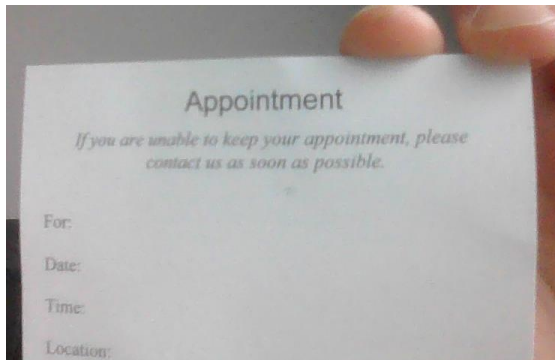 Appointment
If you are unable to keep your appointment, please
contact us as soon as possible.
For:
Date:
Time:
Location: